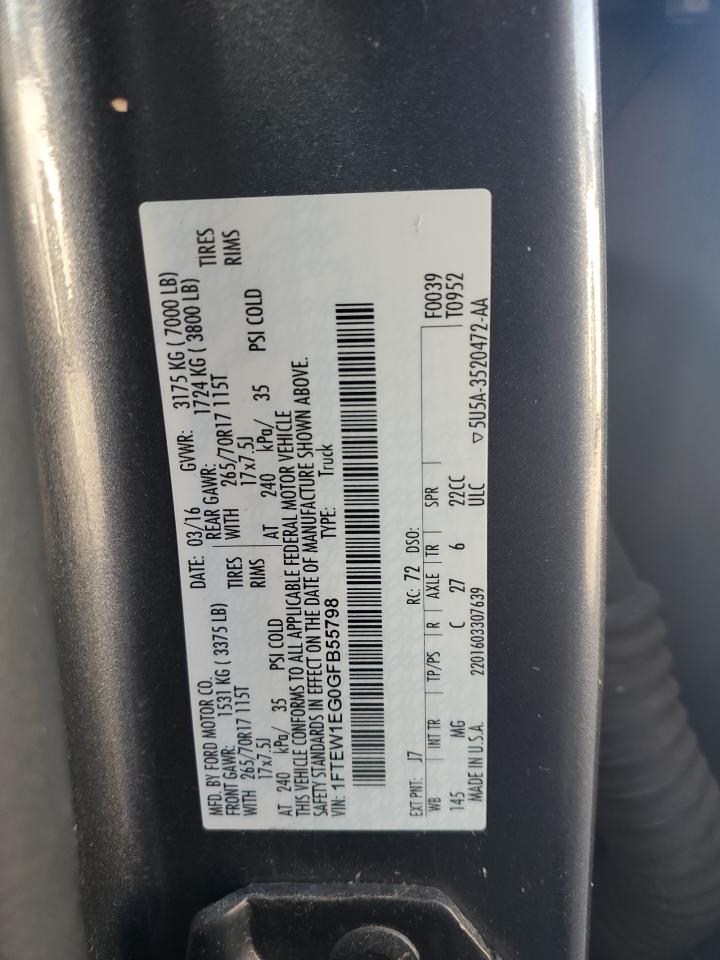 MFD. BY FORD MOTOR CO.
DATE: 03/16 GVWR: 3175 KG ( 7000 LB)
FRONT GAWR: 1531 KG ( 3375 LB) REAR GAWR: 1724 KG ( 3800 LB)
WITH 265/70R17 115T TIRES WITH 265/70R17 115T TIRES
17x7.5J RIMS 17x7.5J RIMS
AT 240 kPa/ 35 PSI COLD AT 240 kPa/ 35 PSI COLD
THIS VEHICLE CONFORMS TO ALL APPLICABLE FEDERAL MOTOR VEHICLE
SAFETY STANDARDS IN EFFECT ON THE DATE OF MANUFACTURE SHOWN ABOVE.
VIN: 1FTEW1EG0GFB55798 TYPE: Truck
EXT PNT: J7 RC: 72 DSO: F0039
WB INT TR TP/PS R AXLE TR SPR T0952
145 MG C 27 6 22CC
MADE IN U.S.A. 2201603307639 ULC ▽5U5A-3520472-AA